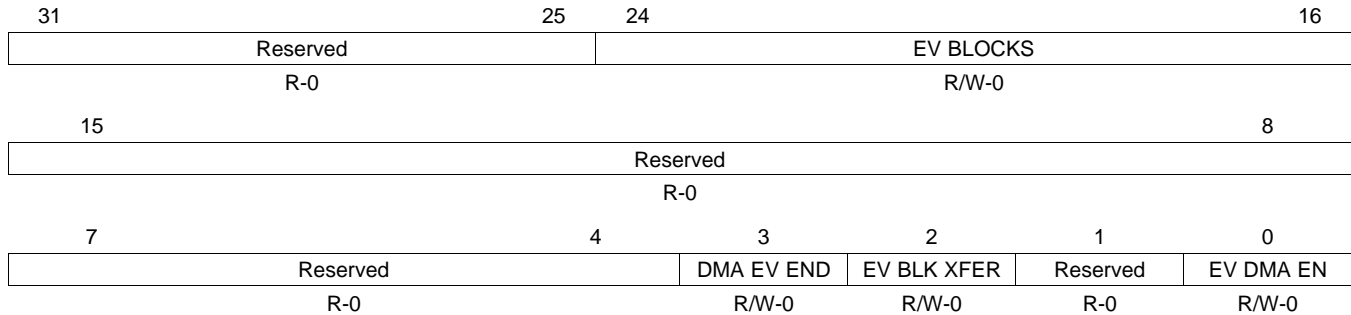 31 25 24 16
Reserved EV BLOCKS
R-0 R/W-0
15 8
Reserved
R-0
7 4 3 2 1 0
Reserved DMA EV END EV BLK XFER Reserved EV DMA EN
R-0 R/W-0 R/W-0 R-0 R/W-0